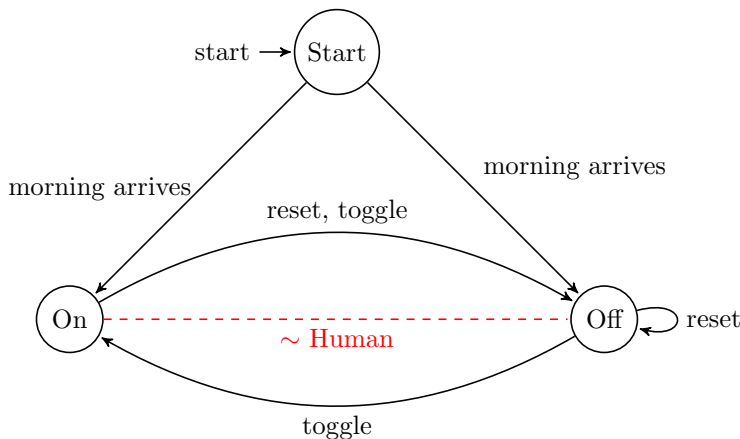 start
Start
morning arrives
morning arrives
reset, toggle
On
Off
reset
∼ Human
toggle